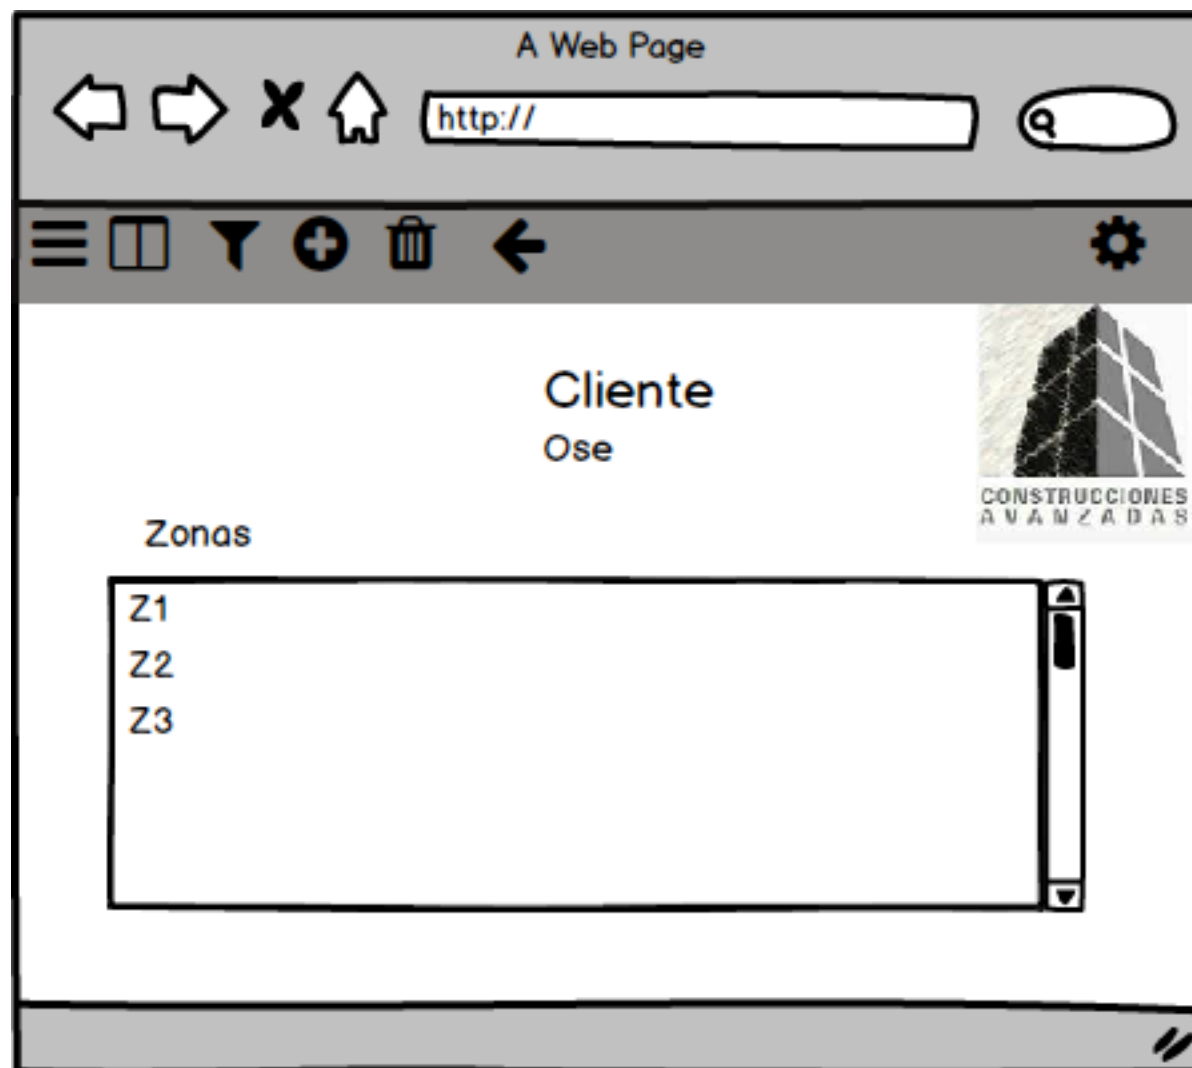 A Web Page
http://
Cliente
Ose
CONSTRUCCIONES
AVANZADAS
Zonas
Z1
Z2
Z3